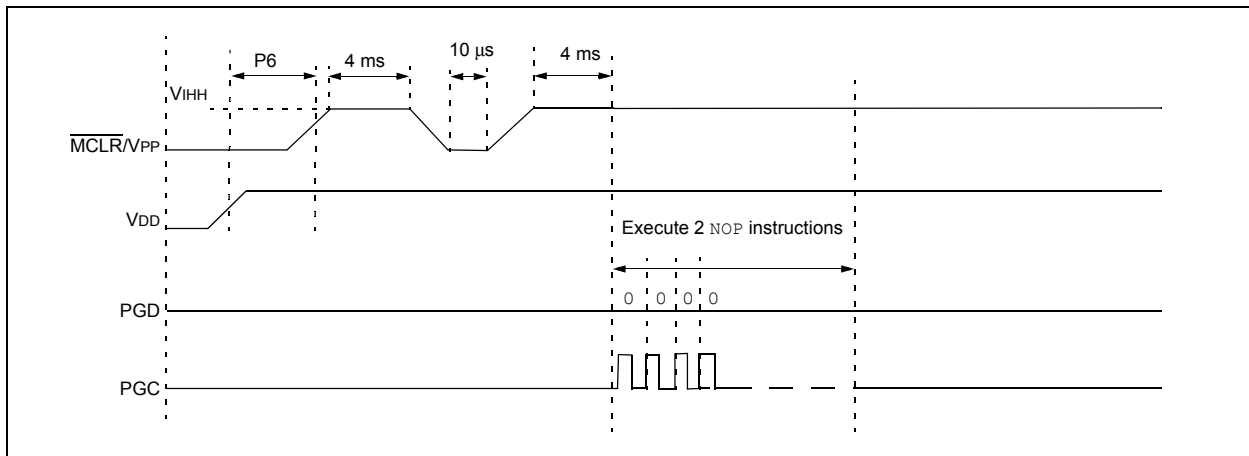 P6
4 ms
10 µs
4 ms
VIHH
MCLR/VPP
VDD
Execute 2 NOP instructions
0 0 0 0
PGD
PGC